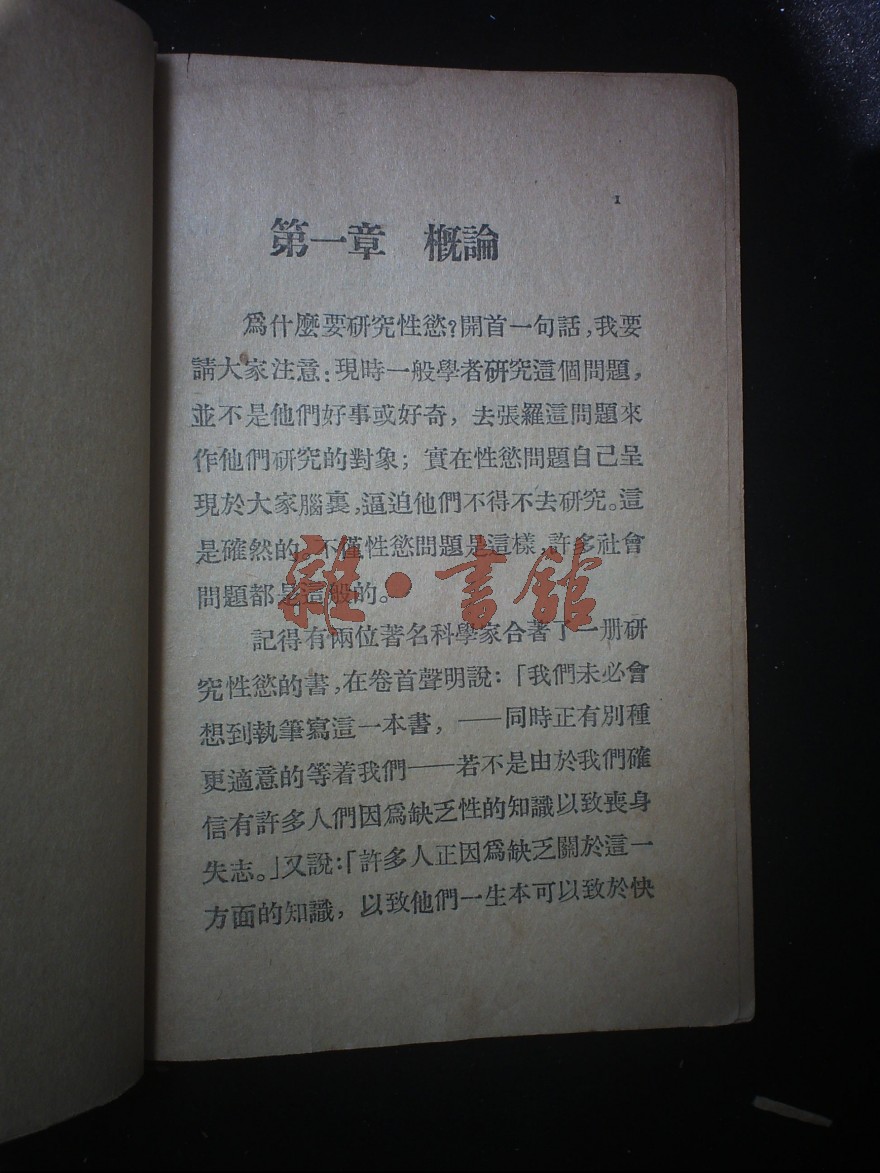 1
第一章 概論
爲什麼要研究性慾?開首一句話,我要
請大家注意:現時一般學者研究這個問題,
並不是他們好事或好奇,去張羅這問題來
作他們研究的對象;實在性慾問題自己呈
現於大家腦裏,逼迫他們不得不去研究。這
是確然的。不僅性慾問題是這樣,許多社會
問題都是這般的。
雜·書館
記得有兩位著名科學家合著了一册研
究性慾的書,在卷首聲明說:「我們未必會
想到執筆寫這一本書,——同時正有別種
更適意的等着我們——若不是由於我們確
信有許多人們因爲缺乏性的知識以致喪身
失志。」又說:「許多人正因爲缺乏關於這一
方面的知識,以致他們一生本可以致於快